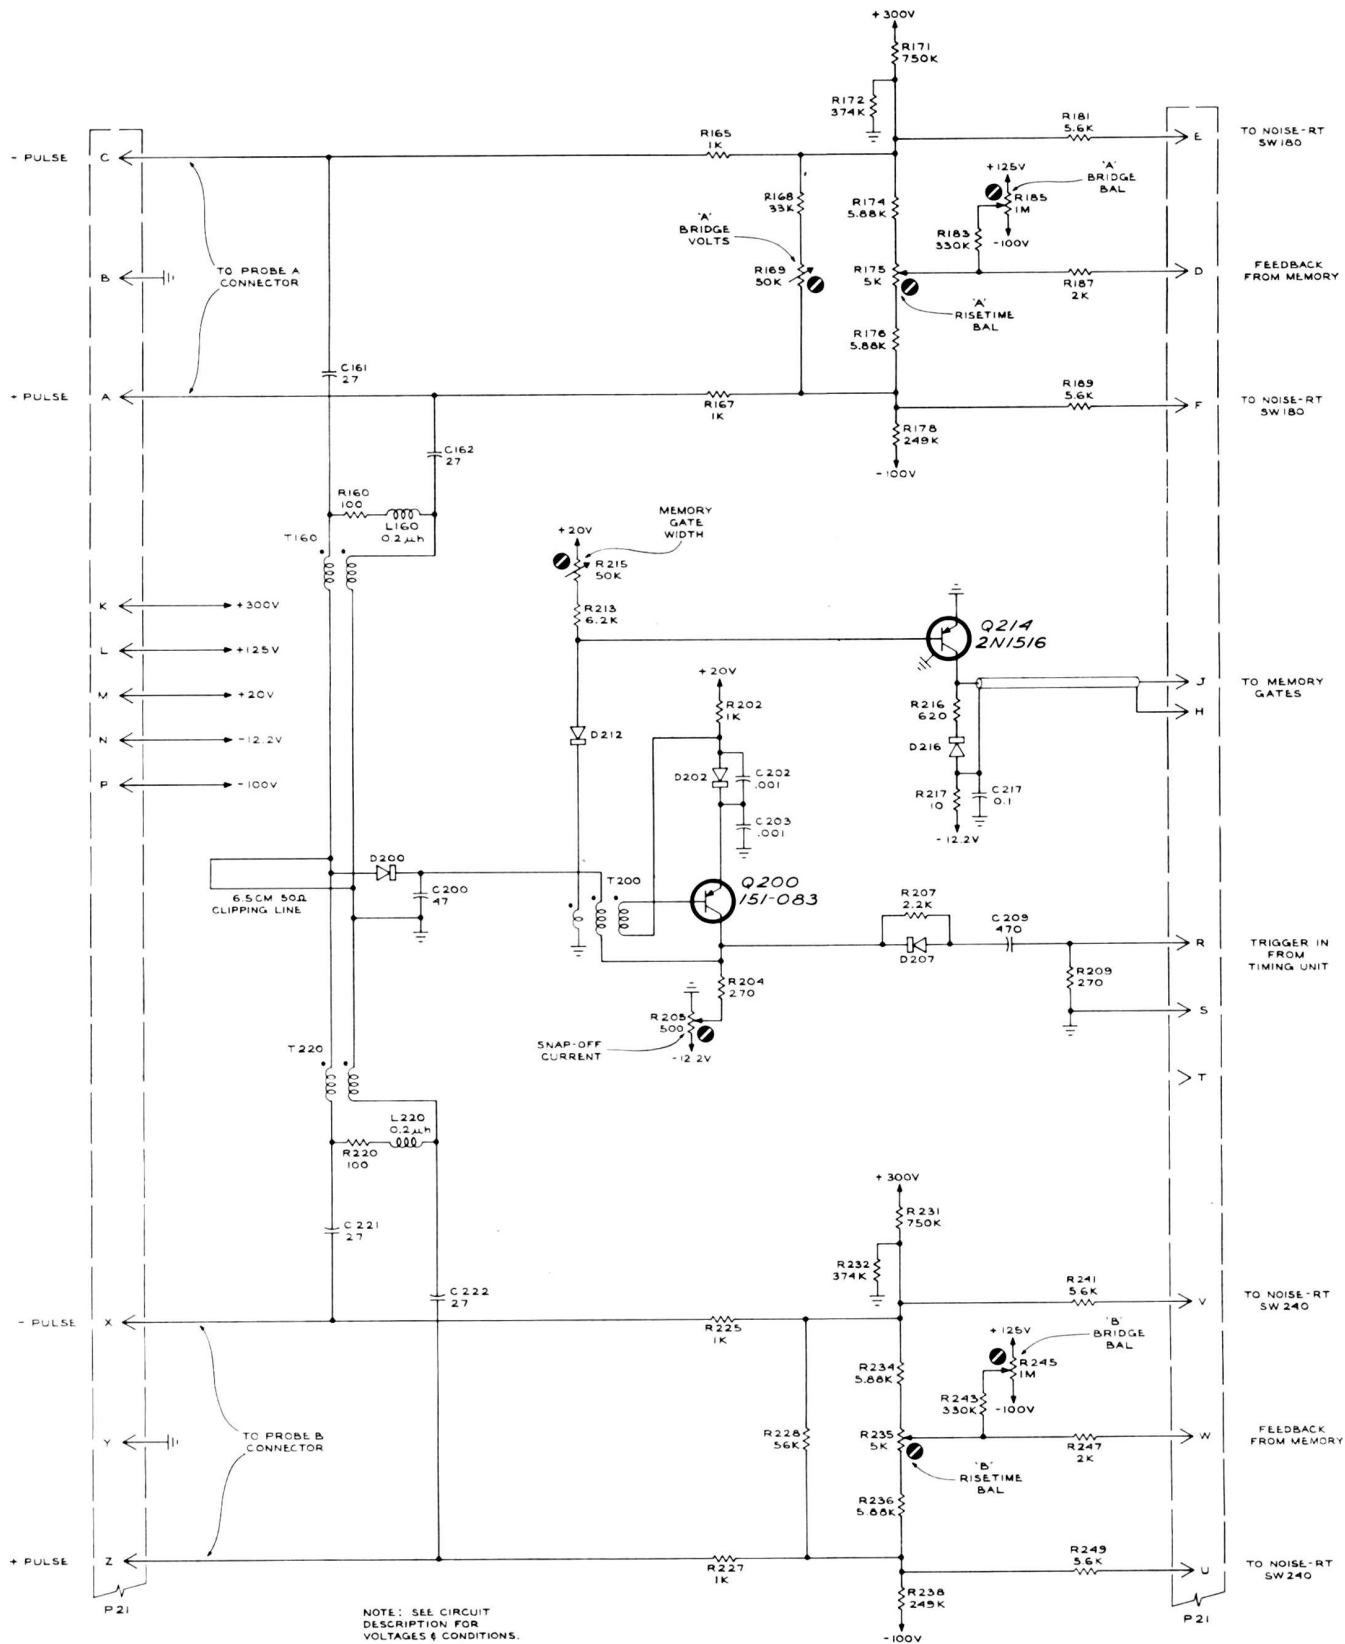 +300V
R171
750K
R172
374K
R165
1K
R181
5.6K
E
TO NOISE-RT
SW180
- PULSE
C
+125V
'A'
BRIDGE
BAL
R185
1M
R168
33K
R174
5.88K
'A'
BRIDGE
VOLTS
R183
330K
-100V
B
TO PROBE A
CONNECTOR
R169
50K
R175
5K
D
FEEDBACK
FROM MEMORY
R187
2K
'A'
RISETIME
BAL
R176
5.88K
C161
27
+ PULSE
A
R167
1K
R189
5.6K
F
TO NOISE-RT
SW180
R178
249K
-100V
C162
27
R160
100
L160
0.2µh
T160
MEMORY
GATE
WIDTH
+20V
R215
50K
R213
6.2K
Q214
2N1516
K
+300V
L
+125V
M
+20V
N
-12.2V
P
-100V
+20V
R202
1K
J
TO MEMORY
GATES
H
R216
620
D212
D216
D202
C202
.001
R217
10
C217
0.1
C203
.001
-12.2V
D200
6.5CM 50Ω
CLIPPING LINE
C200
47
T200
Q200
151-083
R207
2.2K
C209
470
D207
R
TRIGGER IN
FROM
TIMING UNIT
R209
270
R204
270
S
R205
500
SNAP-OFF
CURRENT
-12.2V
T220
T
L220
0.2µh
R220
100
+300V
R231
750K
C221
27
R232
374K
C222
27
R241
5.6K
V
TO NOISE-RT
SW240
- PULSE
X
R225
1K
+125V
'B'
BRIDGE
BAL
R245
1M
R234
5.88K
R243
330K
-100V
Y
TO PROBE B
CONNECTOR
R228
56K
R235
5K
W
FEEDBACK
FROM MEMORY
R247
2K
'B'
RISETIME
BAL
R236
5.88K
+ PULSE
Z
R227
1K
R249
5.6K
U
TO NOISE-RT
SW240
R238
249K
P21
P21
NOTE: SEE CIRCUIT
DESCRIPTION FOR
VOLTAGES & CONDITIONS.
-100V